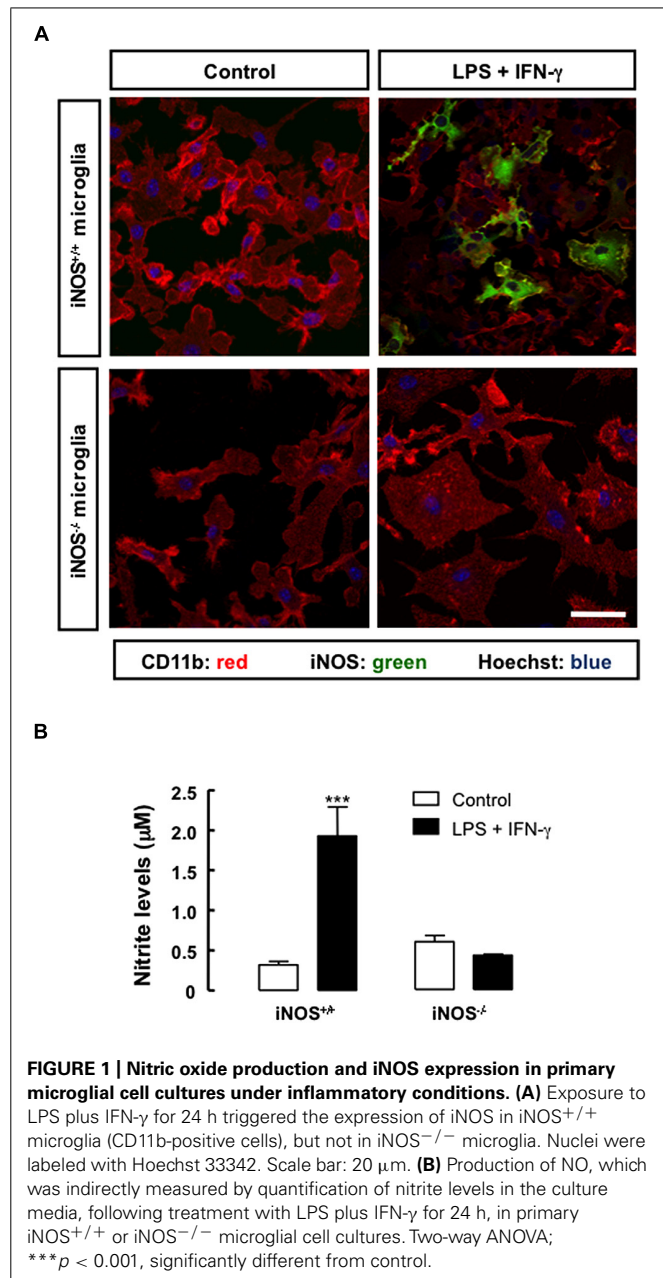 A
Control
LPS + IFN-γ
iNOS+/+ microglia
iNOS-/- microglia
CD11b: red iNOS: green Hoechst: blue
B
Nitrite levels (μM)
2.5
2.0
1.5
1.0
0.5
0
***
Control
LPS + IFN-γ
iNOS+/+
iNOS-/-
FIGURE 1 | Nitric oxide production and iNOS expression in primary
microglial cell cultures under inflammatory conditions. (A) Exposure to
LPS plus IFN-γ for 24 h triggered the expression of iNOS in iNOS+/+
microglia (CD11b-positive cells), but not in iNOS−/− microglia. Nuclei were
labeled with Hoechst 33342. Scale bar: 20 μm. (B) Production of NO, which
was indirectly measured by quantification of nitrite levels in the culture
media, following treatment with LPS plus IFN-γ for 24 h, in primary
iNOS+/+ or iNOS−/− microglial cell cultures. Two-way ANOVA;
***p < 0.001, significantly different from control.